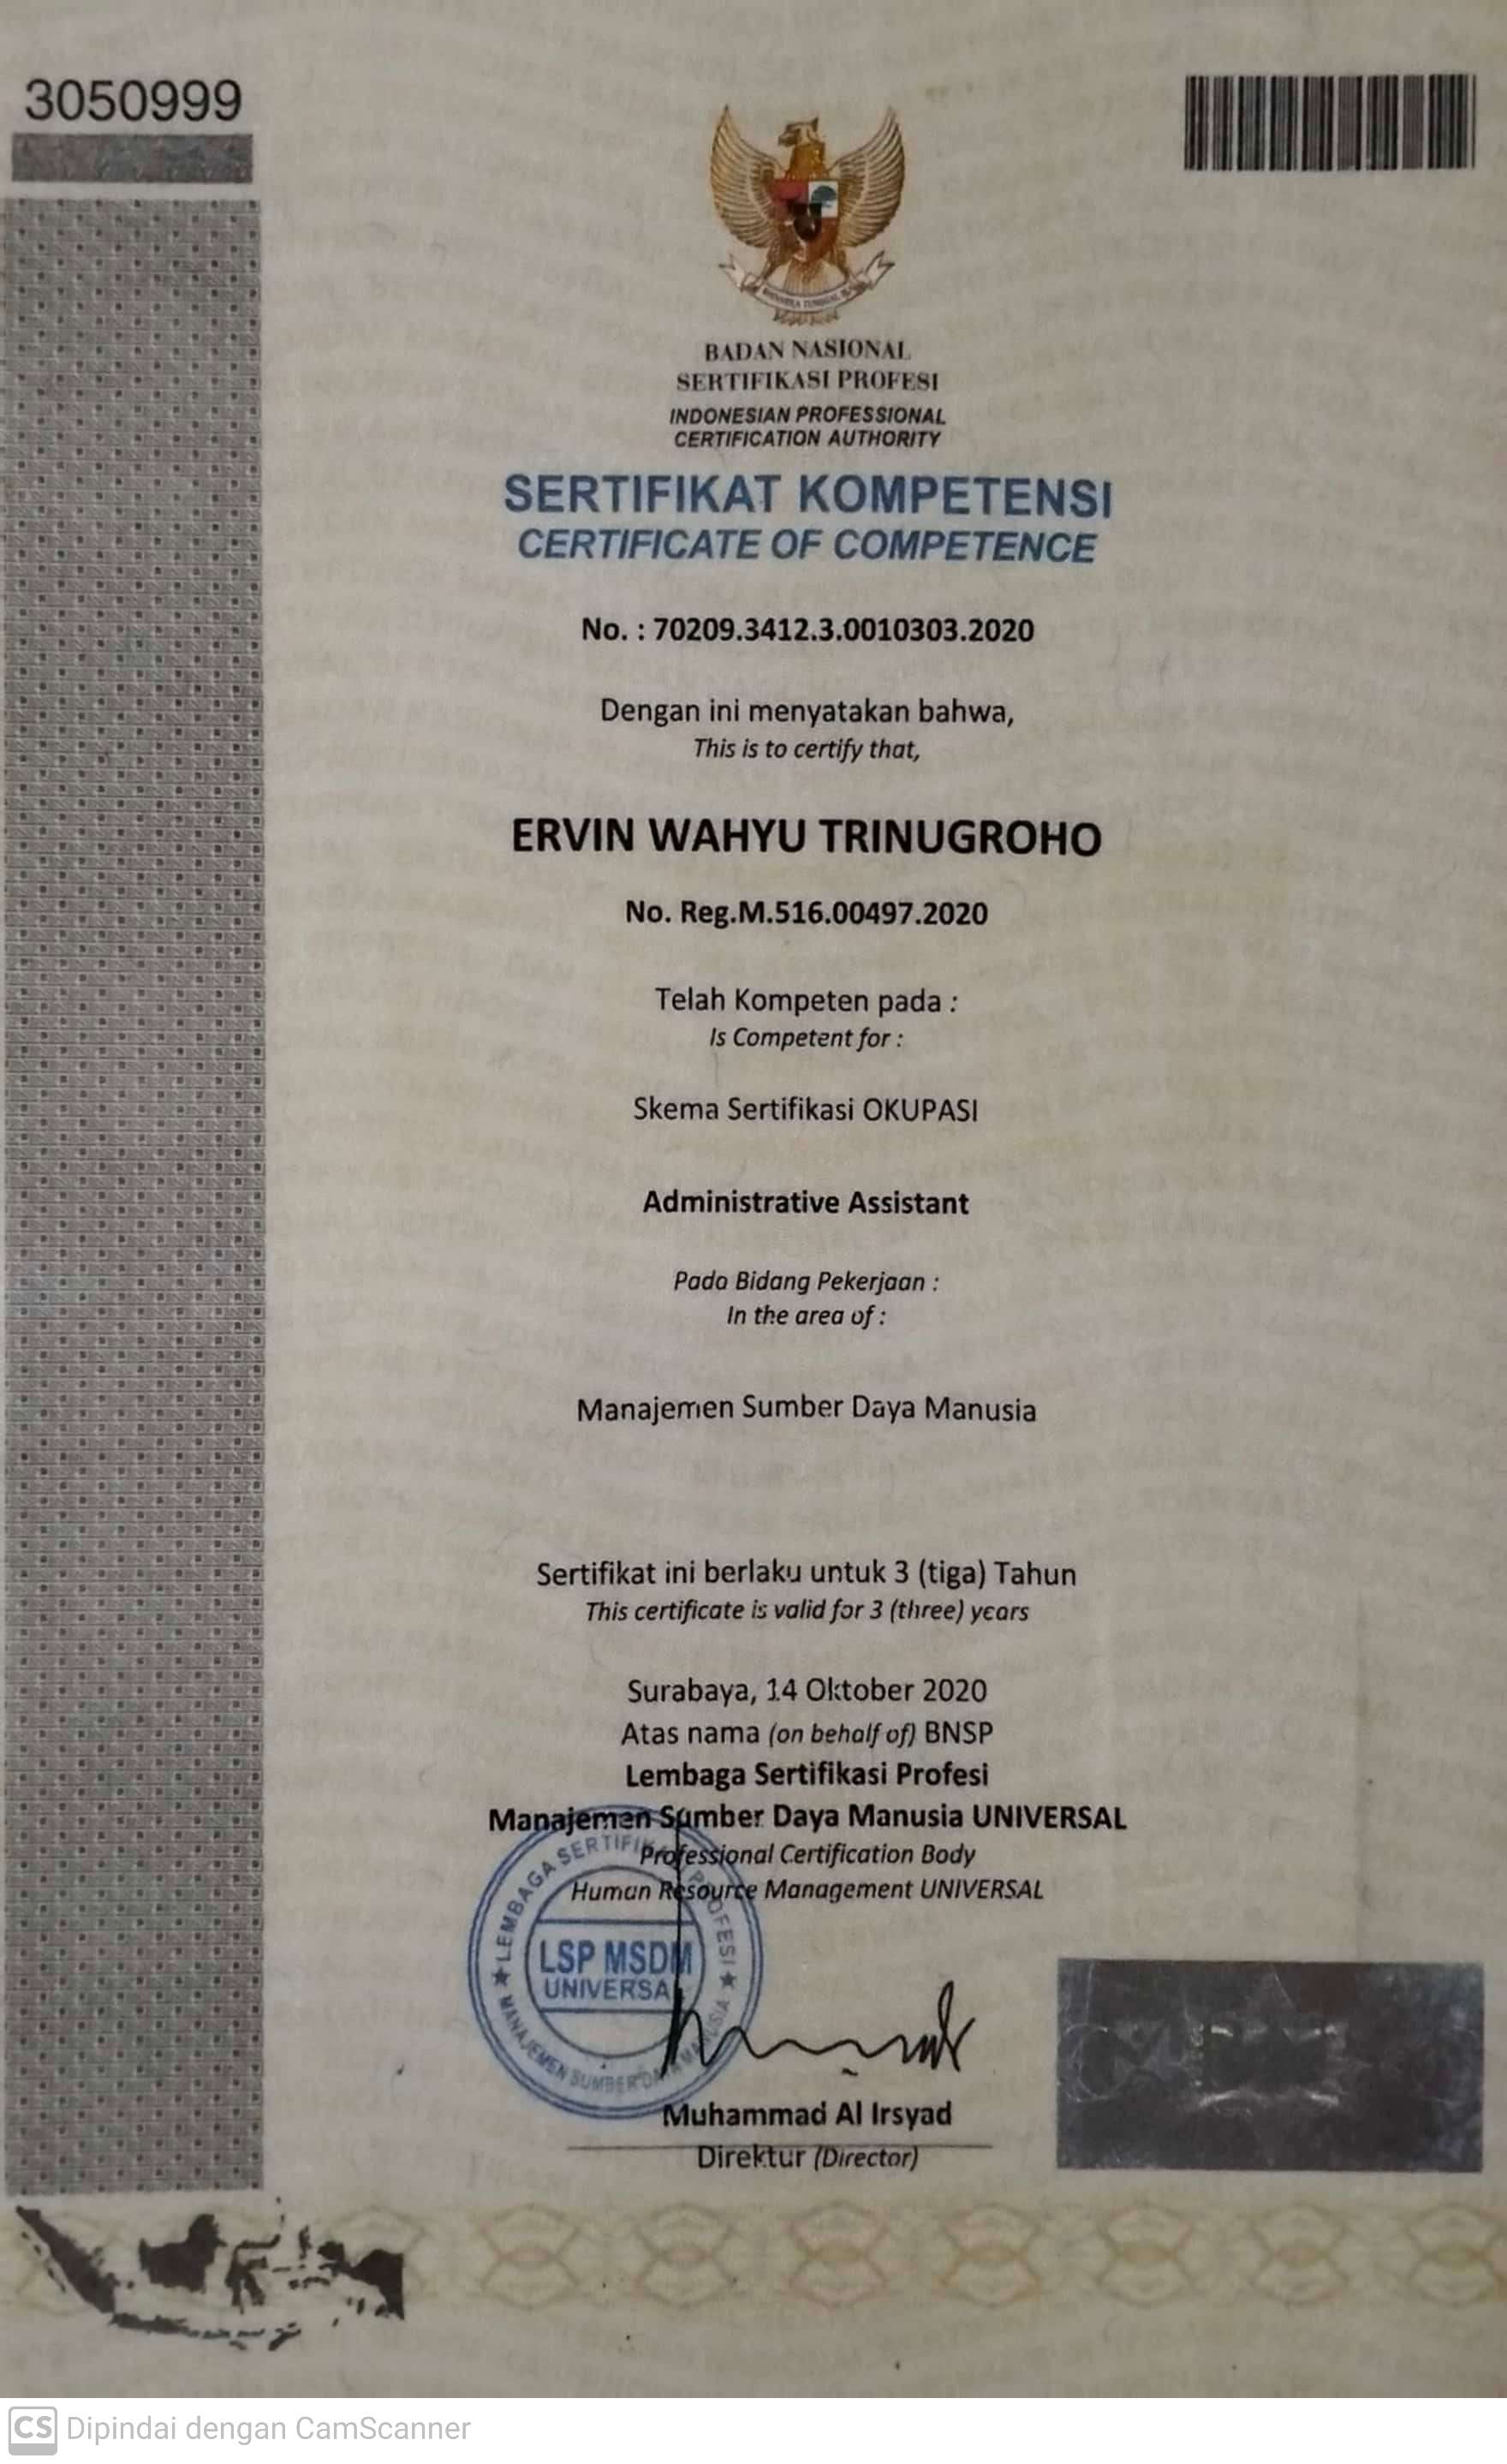 3050999
BADAN NASIONAL
SERTIFIKASI PROFESI
INDONESIAN PROFESSIONAL
CERTIFICATION AUTHORITY
SERTIFIKAT KOMPETENSI
CERTIFICATE OF COMPETENCE
No. : 70209.3412.3.0010303.2020
Dengan ini menyatakan bahwa,
This is to certify that,
ERVIN WAHYU TRINUGROHO
No. Reg.M.516.00497.2020
Telah Kompeten pada :
Is Competent for :
Skema Sertifikasi OKUPASI
Administrative Assistant
Pada Bidang Pekerjaan :
In the area of :
Manajemen Sumber Daya Manusia
Sertifikat ini berlaku untuk 3 (tiga) Tahun
This certificate is valid for 3 (three) years
Surabaya, 14 Oktober 2020
Atas nama (on behalf of) BNSP
Lembaga Sertifikasi Profesi
Manajemen Sumber Daya Manusia UNIVERSAL
Professional Certification Body
Human Resource Management UNIVERSAL
LEMBAGA SERTIFIKASI PROFESI
MANAJEMEN SUMBER DAYA MANUSIA
LSP MSDM
UNIVERSAL
Muhammad Al Irsyad
Direktur (Director)
CS Dipindai dengan CamScanner